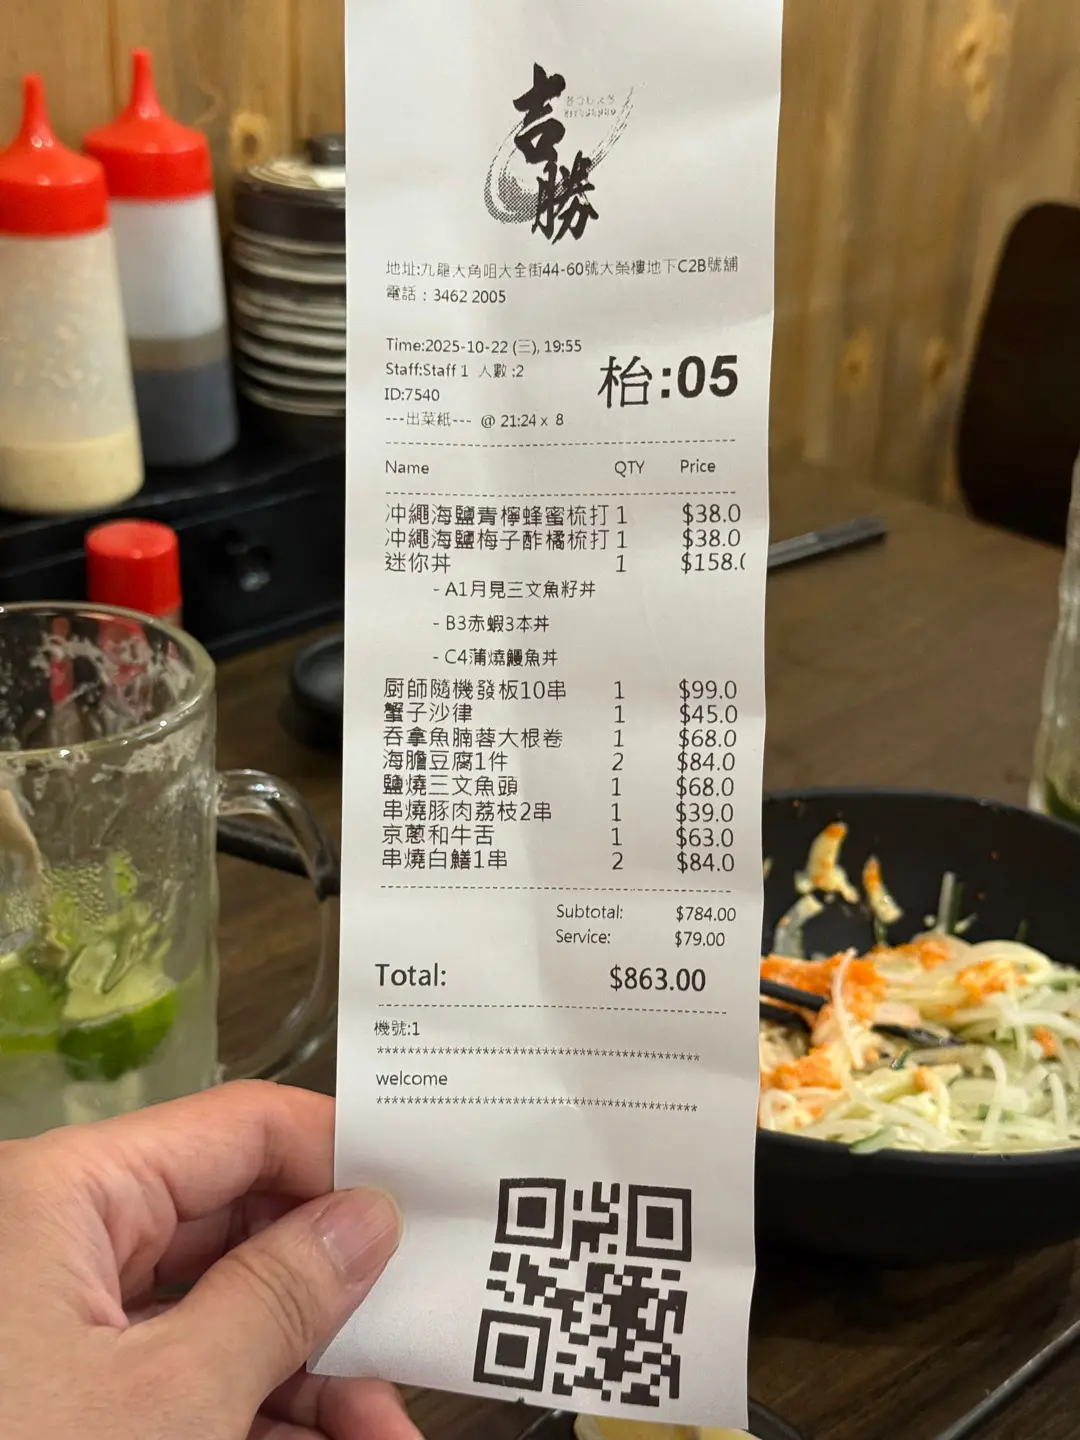 吉勝
地址:九龍大角咀大全街44-60號大榮樓地下C2B號舖
電話：3462 2005
Time:2025-10-22 (三), 19:55
Staff:Staff 1 人數:2
枱:05
ID:7540
---出菜紙--- @ 21:24 x 8
Name QTY Price
沖繩海鹽青檸蜂蜜梳打 1 $38.0
沖繩海鹽梅子酢橘梳打 1 $38.0
迷你丼 1 $158.0
- A1月見三文魚籽丼
- B3赤蝦3本丼
- C4蒲燒鰻魚丼
厨師隨機發板10串 1 $99.0
蟹子沙律 1 $45.0
吞拿魚腩蓉大根卷 1 $68.0
海膽豆腐1件 2 $84.0
鹽燒三文魚頭 1 $68.0
串燒豚肉荔枝2串 1 $39.0
京蔥和牛舌 1 $63.0
串燒白鱔1串 2 $84.0
Subtotal: $784.00
Service: $79.00
Total: $863.00
機號:1
******************************************
welcome
******************************************